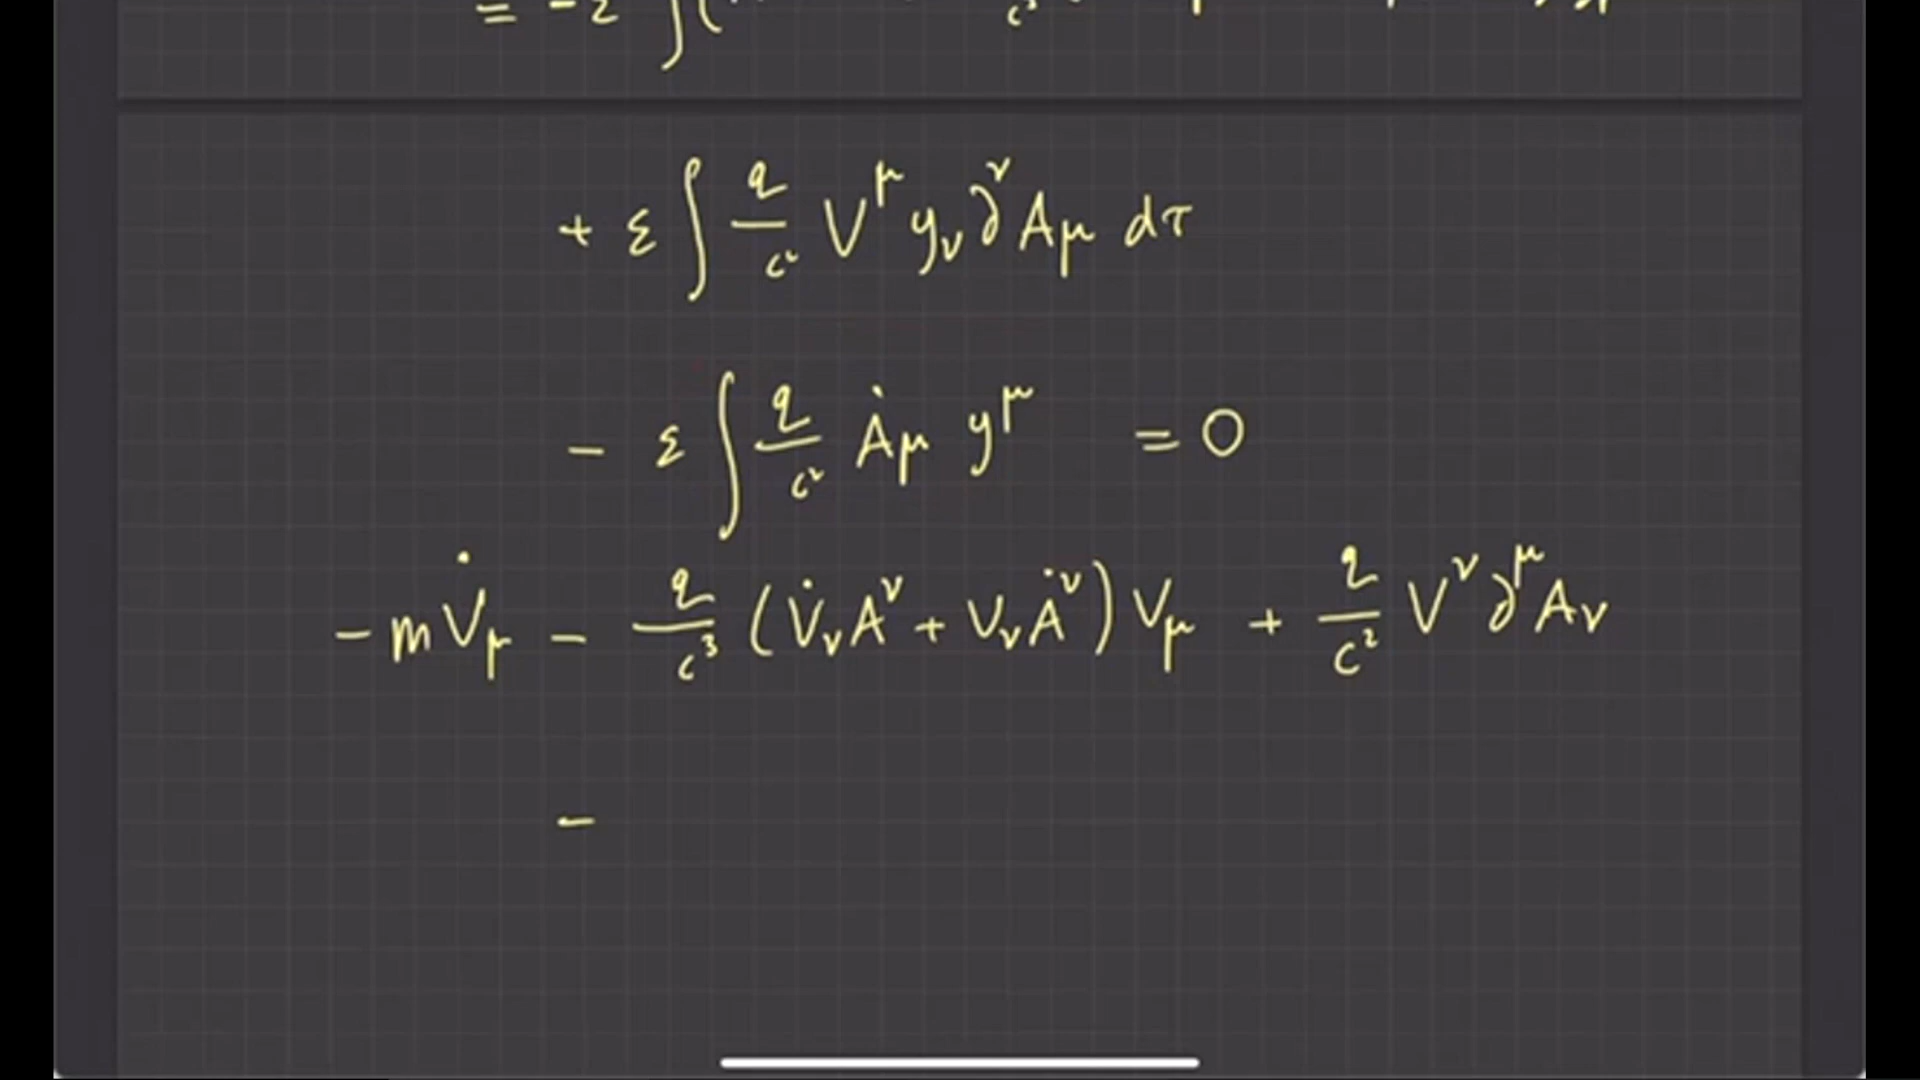 = -ε ∫(
+ ε ∫ q/c² V^μ y_ν ∂^ν A_μ dτ
- ε ∫ q/c² Ȧ_μ y^μ = 0
-m V̇_μ - q/c³ (V̇_ν A^ν + V_ν Ȧ^ν) V_μ + q/c² V^ν ∂^μ A_ν
-